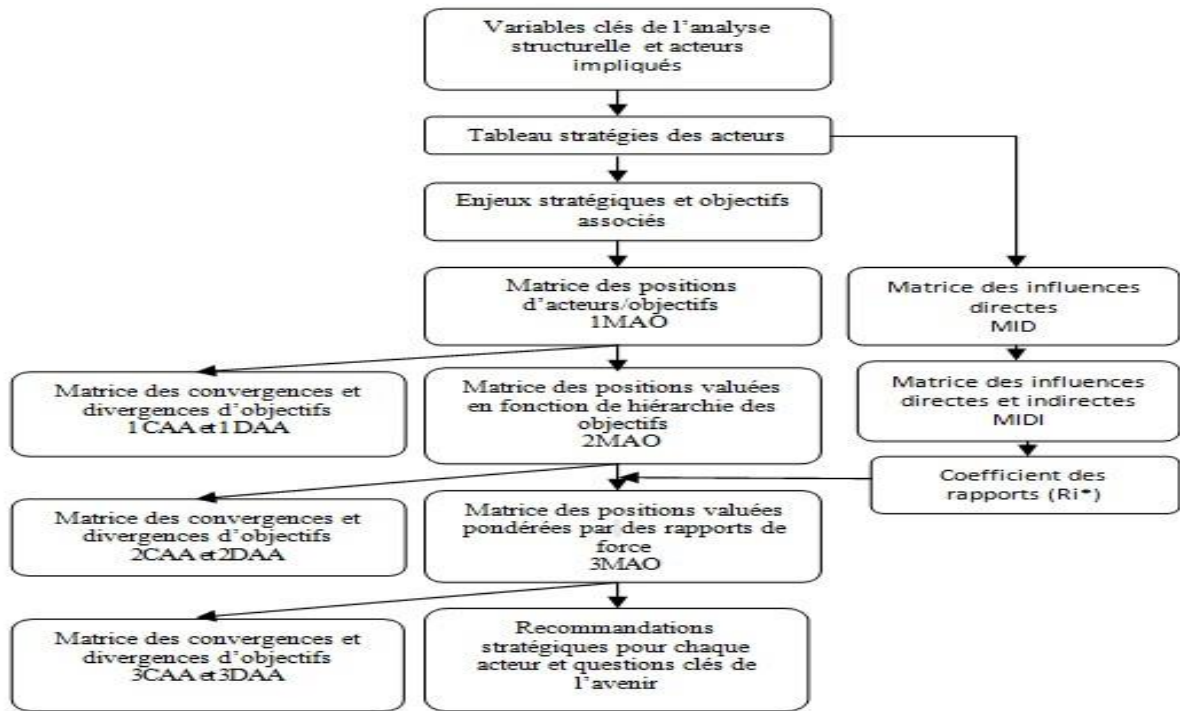 Variables clés de l’analyse
structurelle et acteurs
impliqués
Tableau stratégies des acteurs
Enjeux stratégiques et objectifs
associés
Matrice des positions
d’acteurs/objectifs
1MAO
Matrice des influences
directes
MID
Matrice des convergences et
divergences d’objectifs
1CAA et 1DAA
Matrice des positions valuées
en fonction de hiérarchie des
objectifs
2MAO
Matrice des influences
directes et indirectes
MIDI
Coefficient des
rapports (Ri*)
Matrice des convergences et
divergences d’objectifs
2CAA et 2DAA
Matrice des positions valuées
pondérées par des rapports de
force
3MAO
Matrice des convergences et
divergences d’objectifs
3CAA et 3DAA
Recommandations
stratégiques pour chaque
acteur et questions clés de
l’avenir